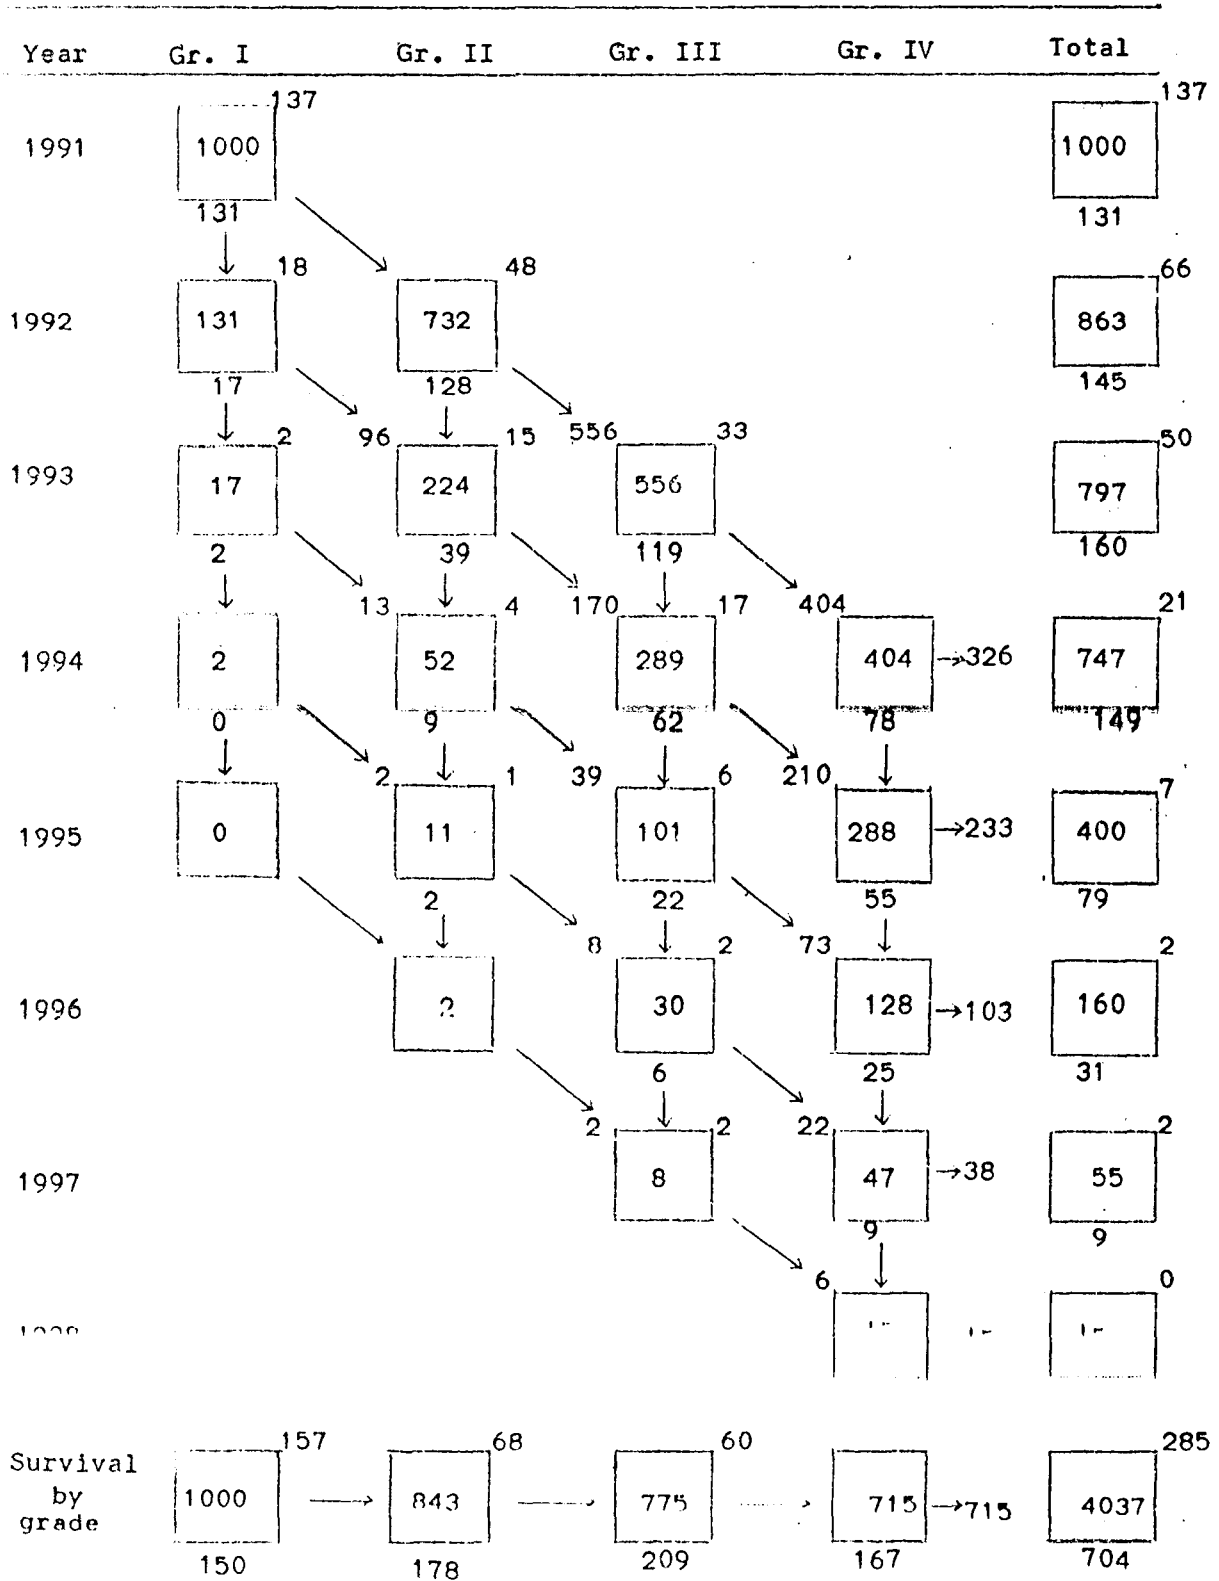 Year Gr. I Gr. II Gr. III Gr. IV Total
137 137
1991 1000 1000
131 131
18 48 66
1992 131 732 863
17 128 145
2 96 15 556 33 50
1993 17 224 556 797
2 39 119 160
13 4 170 17 404 21
1994 2 52 289 404 →326 747
0 9 62 78 149
2 1 39 6 210 7
1995 0 11 101 288 →233 400
2 22 55 79
8 2 73 2
1996 2 30 128 →103 160
6 25 31
2 2 22 2
1997 8 47 →38 55
9 9
6 0
157 68 60 285
Survival
by 1000 843 775 715 →715 4037
grade
150 178 209 167 704